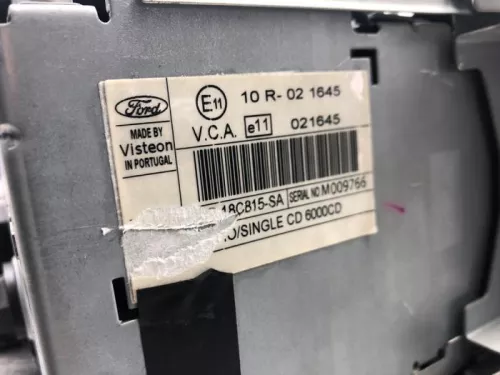 Ford
MADE BY
Visteon
IN PORTUGAL
E11 10 R- 02 1645
V.C.A. e11 021645
18C815-SA SERIAL NO M009766
/SINGLE CD 6000CD